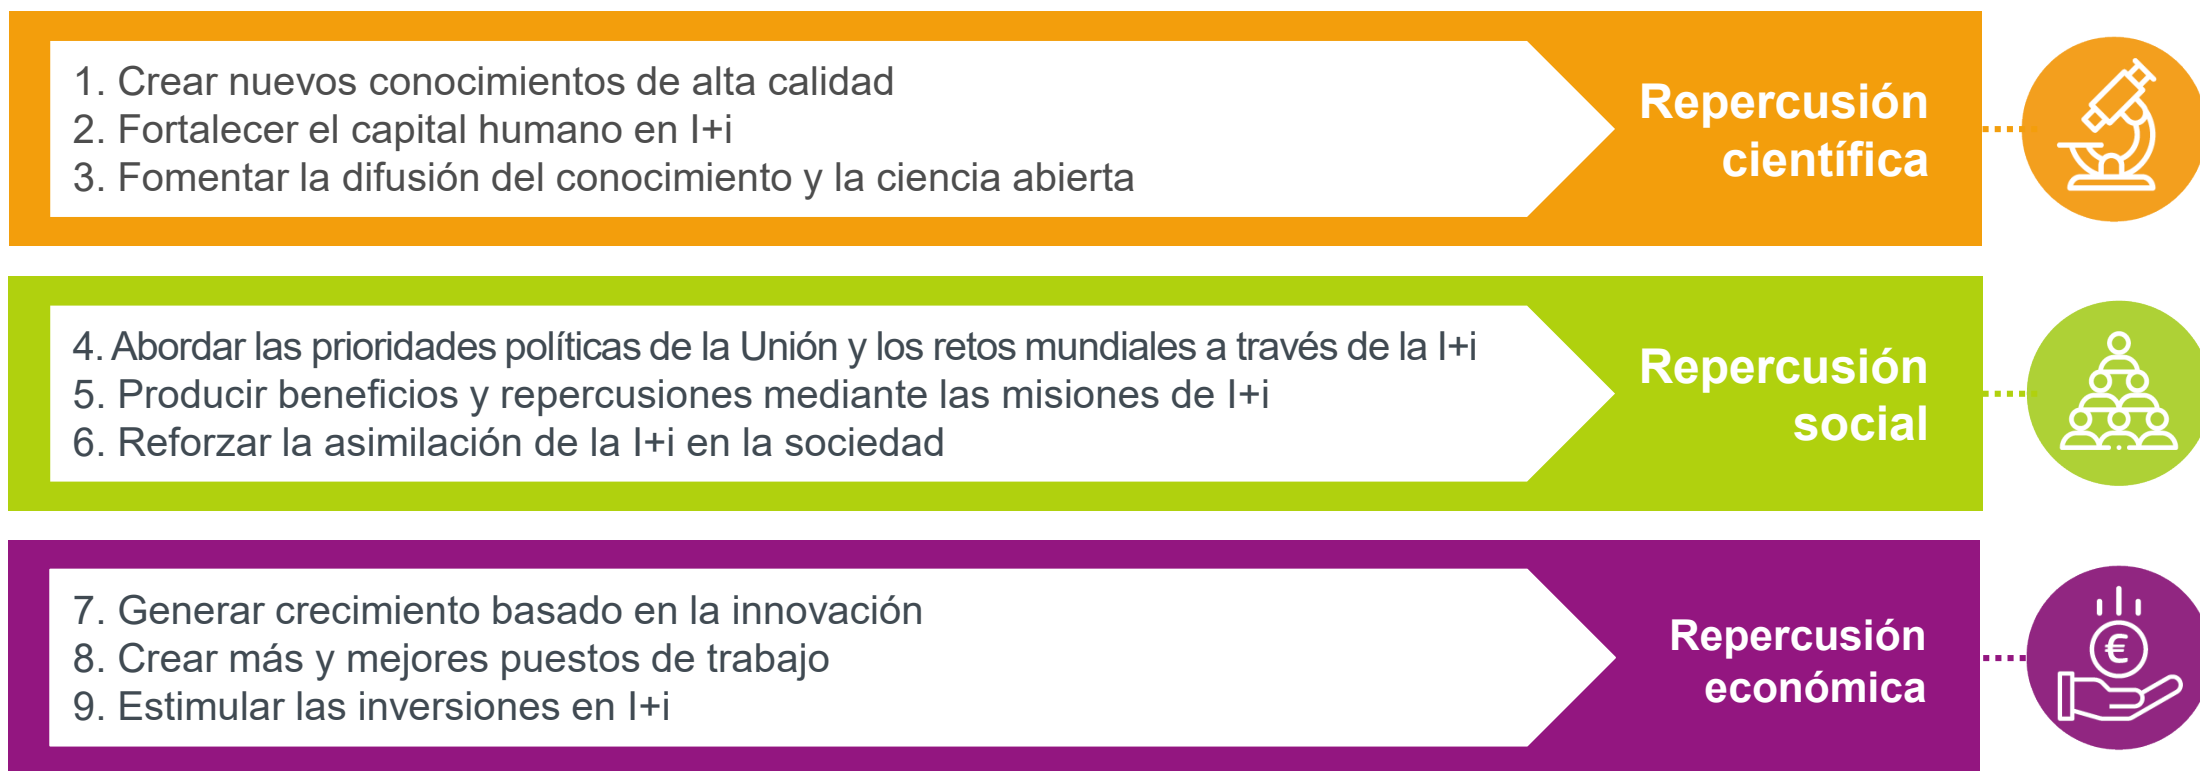 1. Crear nuevos conocimientos de alta calidad
2. Fortalecer el capital humano en I+i
3. Fomentar la difusión del conocimiento y la ciencia abierta
Repercusión
científica
4. Abordar las prioridades políticas de la Unión y los retos mundiales a través de la I+i
5. Producir beneficios y repercusiones mediante las misiones de I+i
6. Reforzar la asimilación de la I+i en la sociedad
Repercusión
social
7. Generar crecimiento basado en la innovación
8. Crear más y mejores puestos de trabajo
9. Estimular las inversiones en I+i
Repercusión
económica
€